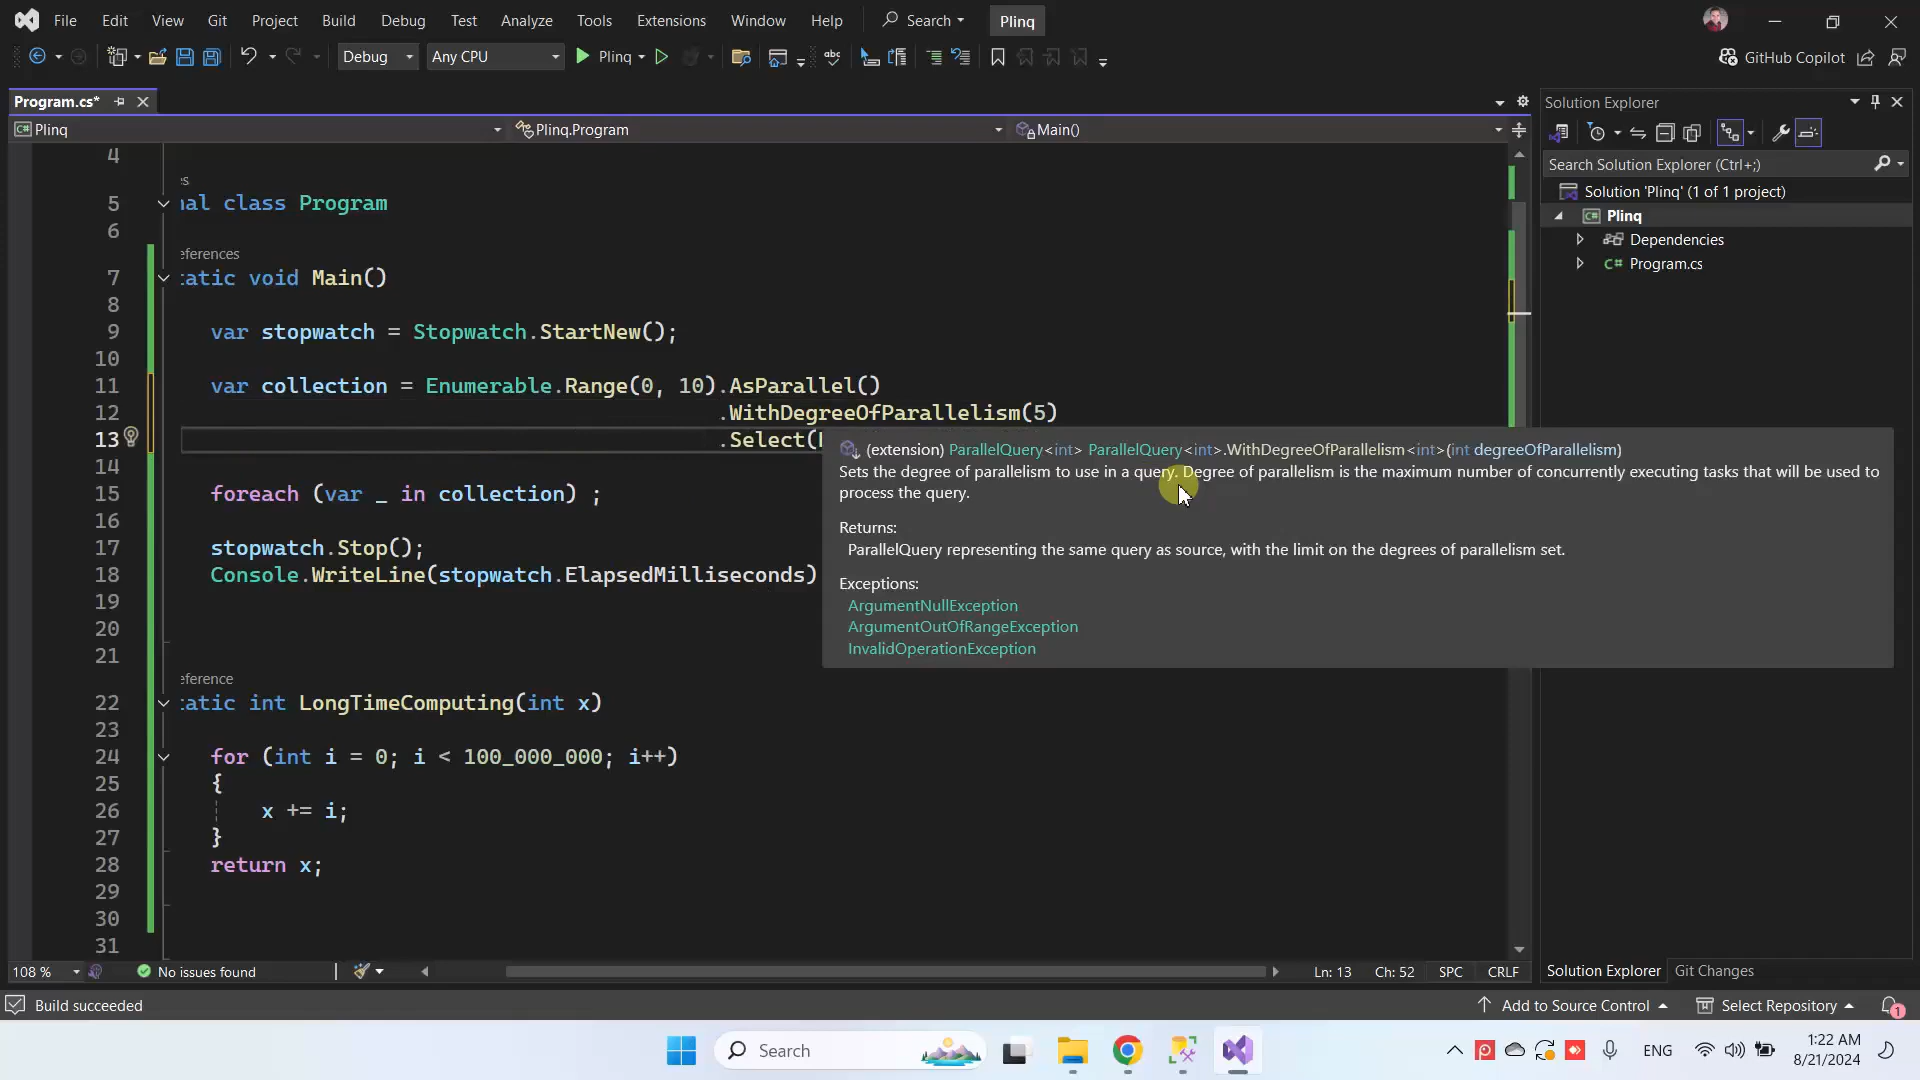 File Edit View Git Project Build Debug Test Analyze Tools Extensions Window Help Search Plinq
Debug Any CPU Plinq GitHub Copilot
Program.cs* Solution Explorer
Plinq Plinq.Program Main()
Search Solution Explorer (Ctrl+;)
Solution 'Plinq' (1 of 1 project)
Plinq
Dependencies
Program.cs
4
es
5 nal class Program
6
eferences
7 tatic void Main()
8
9 var stopwatch = Stopwatch.StartNew();
10
11 var collection = Enumerable.Range(0, 10).AsParallel()
12 .WithDegreeOfParallelism(5)
13 .Select(
14
15 foreach (var _ in collection) ;
16
17 stopwatch.Stop();
18 Console.WriteLine(stopwatch.ElapsedMilliseconds)
19
20
21
eference
22 tatic int LongTimeComputing(int x)
23
24 for (int i = 0; i < 100_000_000; i++)
25 {
26 x += i;
27 }
28 return x;
29
30
31
(extension) ParallelQuery<int> ParallelQuery<int>.WithDegreeOfParallelism<int>(int degreeOfParallelism)
Sets the degree of parallelism to use in a query. Degree of parallelism is the maximum number of concurrently executing tasks that will be used to
process the query.
Returns:
ParallelQuery representing the same query as source, with the limit on the degrees of parallelism set.
Exceptions:
ArgumentNullException
ArgumentOutOfRangeException
InvalidOperationException
108 % No issues found Ln: 13 Ch: 52 SPC CRLF Solution Explorer Git Changes
Build succeeded Add to Source Control Select Repository 1
Search ENG 1:22 AM
8/21/2024